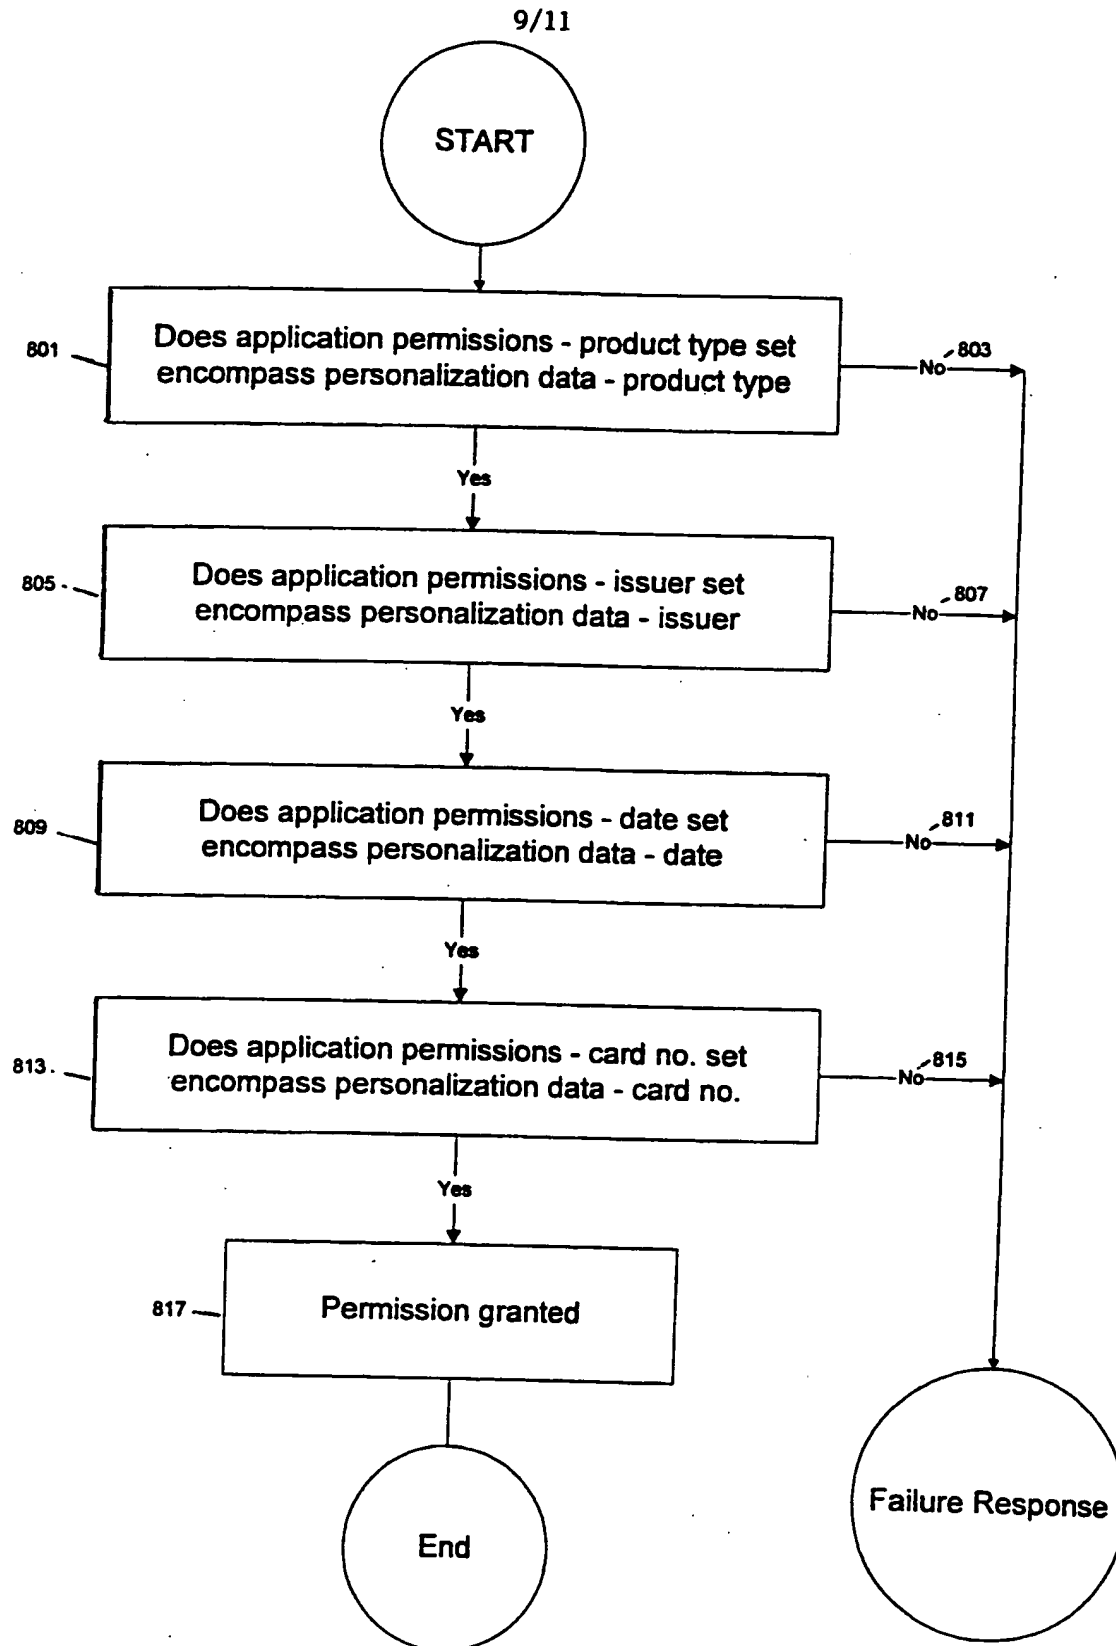 9/11
START
801
Does application permissions - product type set
encompass personalization data - product type
No
803
Yes
805
Does application permissions - issuer set
encompass personalization data - issuer
No
807
Yes
809
Does application permissions - date set
encompass personalization data - date
No
811
Yes
813
Does application permissions - card no. set
encompass personalization data - card no.
No
815
Yes
817
Permission granted
Failure Response
End